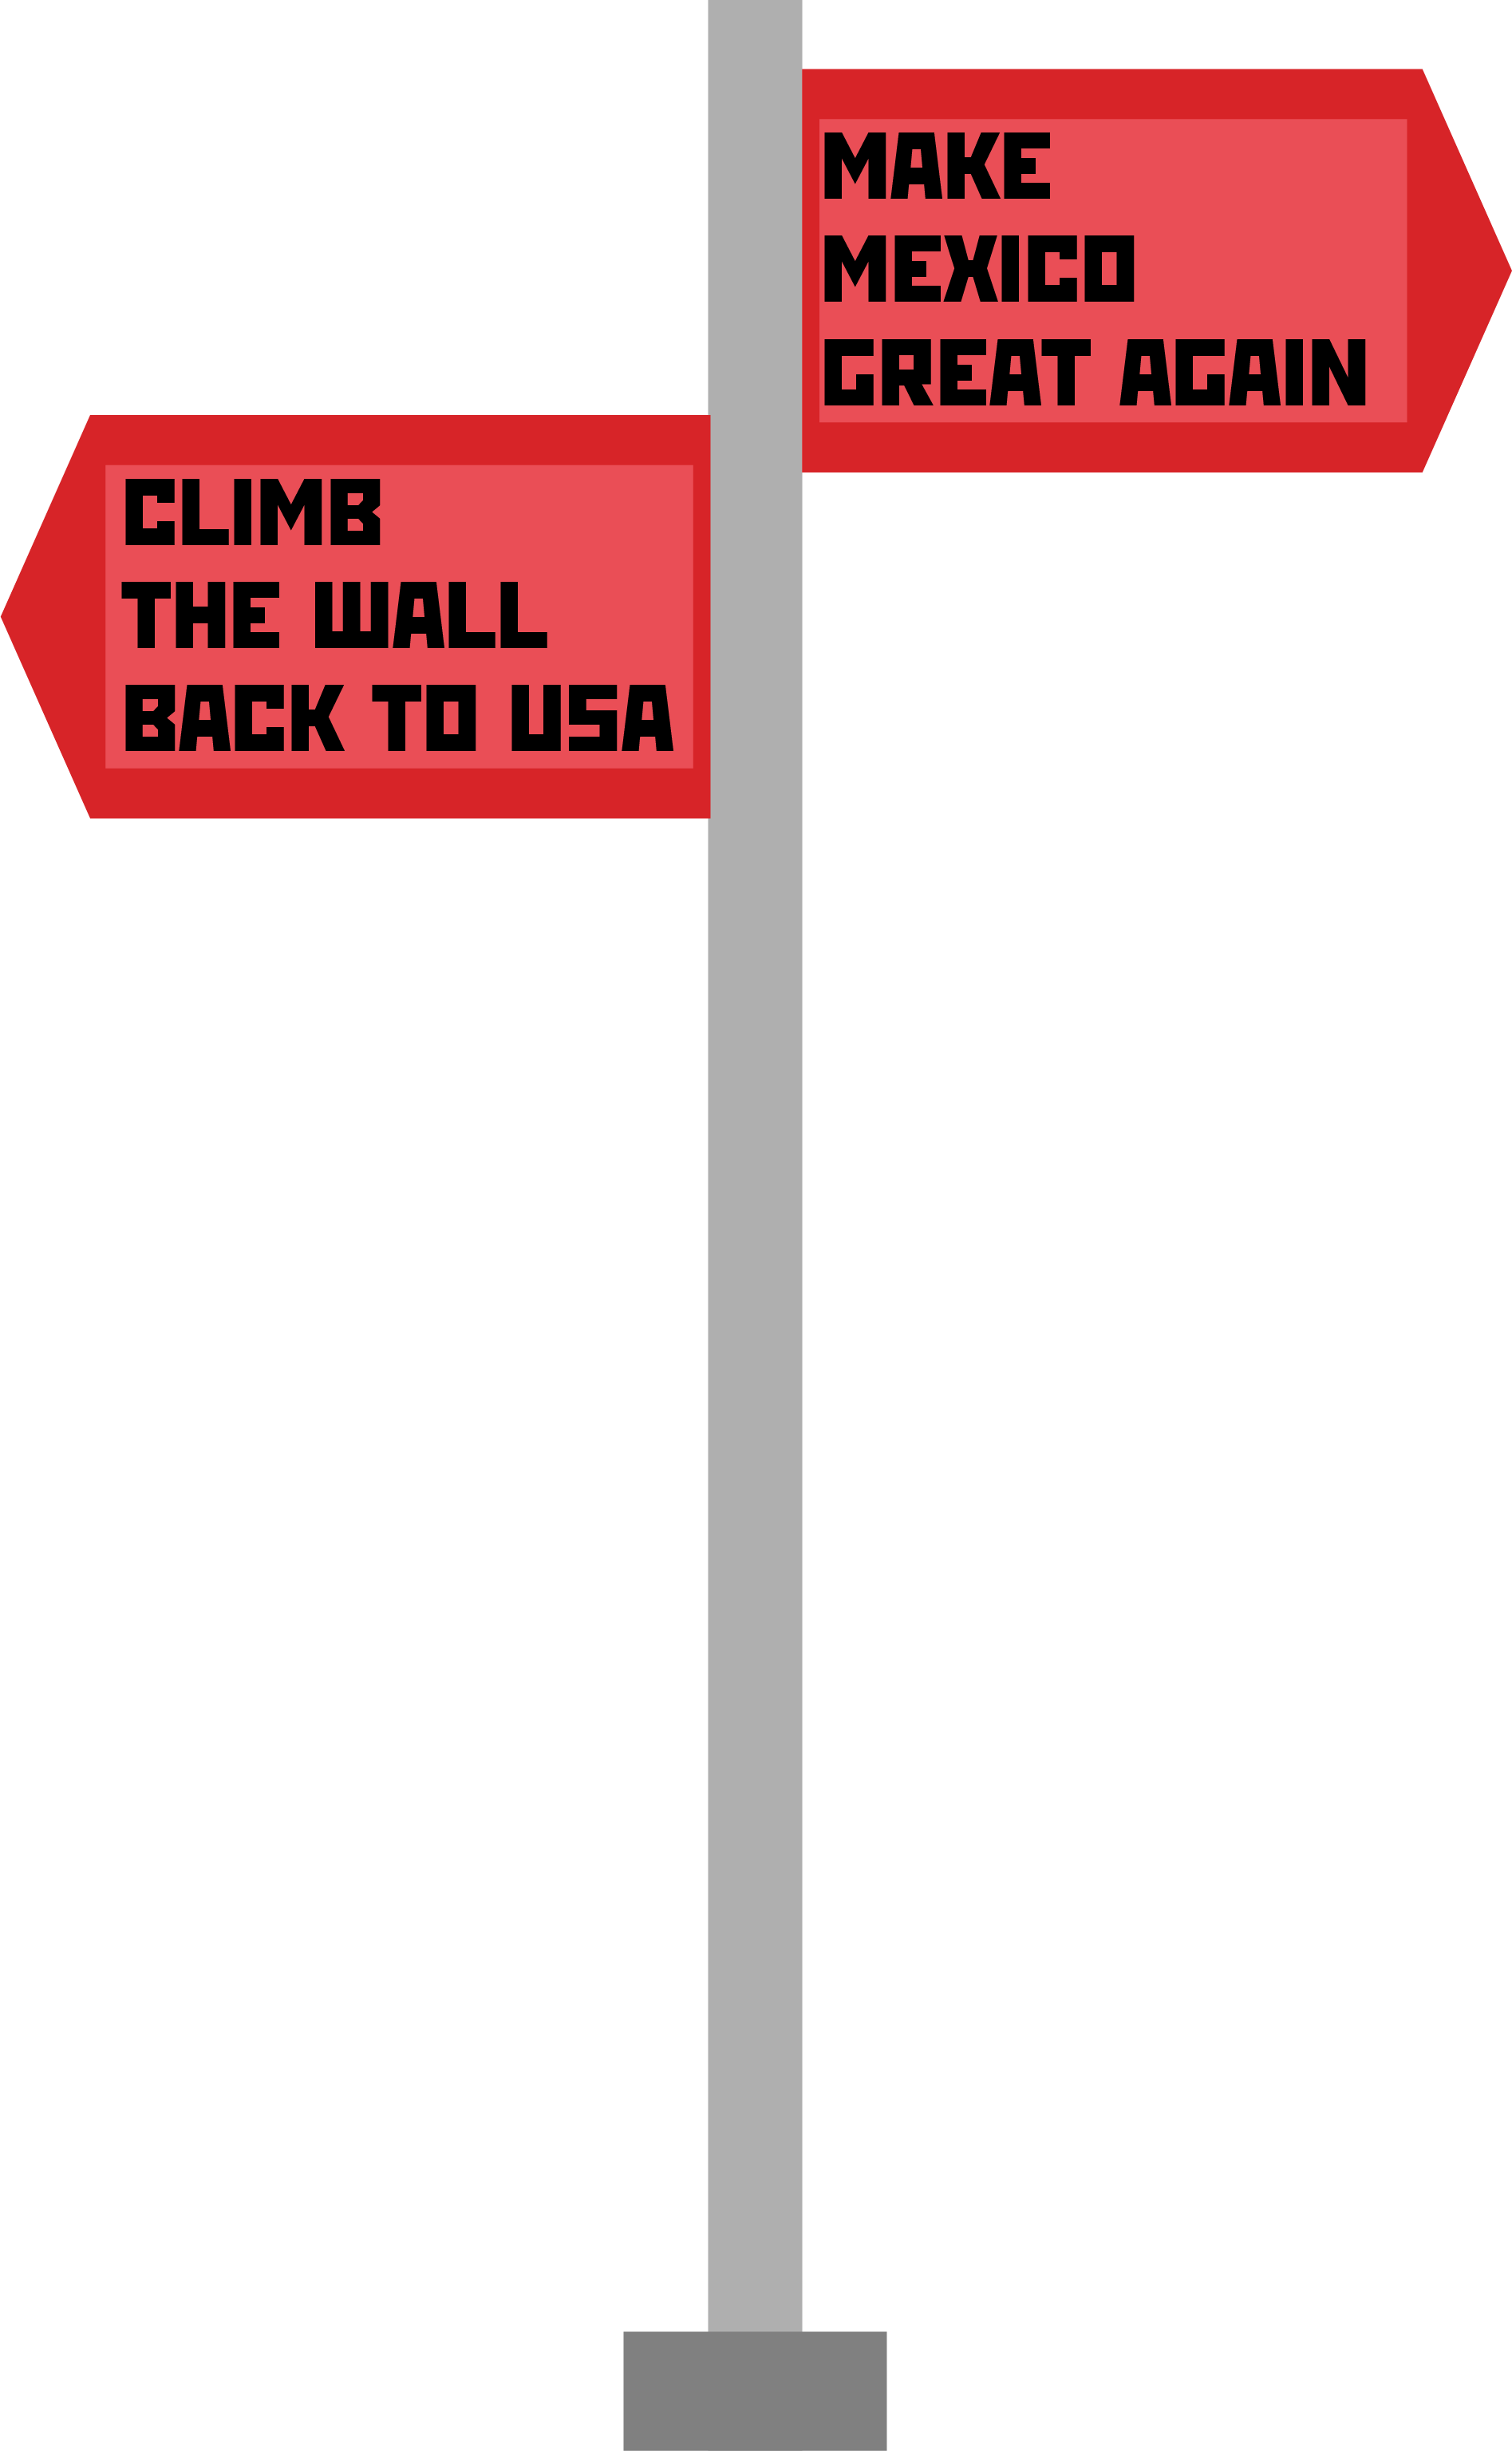 MAKE
MEXICO
GREAT AGAIN
CLIMB
THE WALL
BACK TO USA